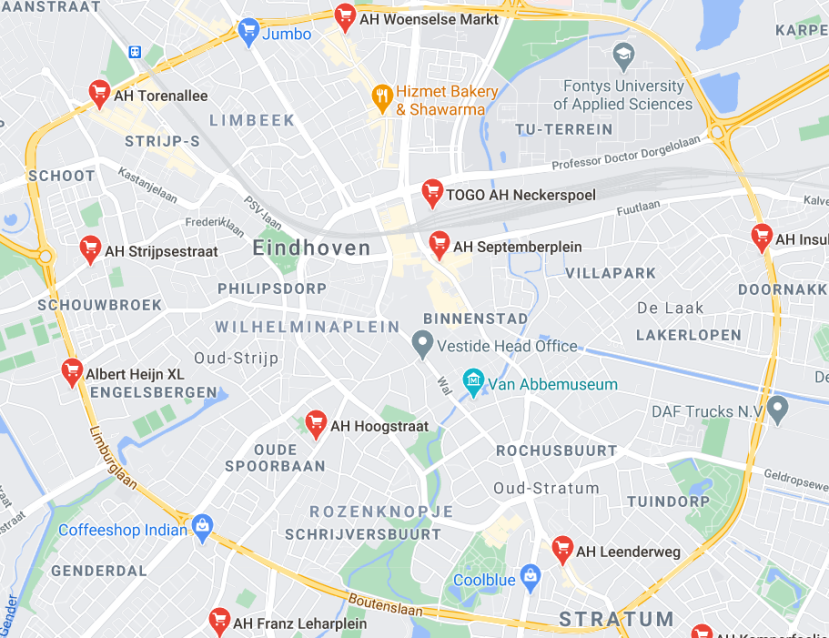 AANSTRAAT
AH Woenselse Markt
Jumbo
KARPE
Hizmet Bakery
& Shawarma
Fontys University
of Applied Sciences
AH Torenallee
LIMBEEK
TU-TERREIN
STRIJP-S
Professor Doctor Dorgelolaan
SCHOOT
Kastanjelaan
PSV-laan
TOGO AH Neckerspoel
Kalve
Fuutlaan
Frederiklaan
AH Strijpsestraat
Eindhoven
AH Septemberplein
AH Insul
VILLAPARK
PHILIPSDORP
DOORNAKK
SCHOUWBROEK
De Laak
BINNENSTAD
WILHELMINAPLEIN
LAKERLOPEN
Vestide Head Office
Oud-Strijp
Albert Heijn XL
De
ENGELSBERGEN
Wal
Van Abbemuseum
DAF Trucks N.V
AH Hoogstraat
Limburglaan
OUDE
SPOORBAAN
ROCHUSBUURT
Geldropsewe
Oud-Stratum
TUINDORP
straat
straat
ROZENKNOPJE
Coffeeshop Indian
SCHRIJVERSBUURT
AH Leenderweg
GENDERDAL
Coolblue
Gender
Boutenslaan
AH Franz Leharplein
STRATUM